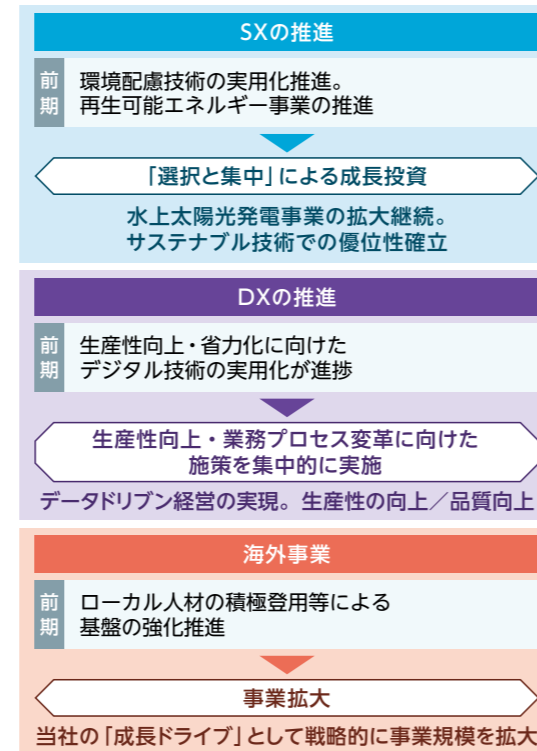 SXの推進
前期
環境配慮技術の実用化推進。
再生可能エネルギー事業の推進
「選択と集中」による成長投資
水上太陽光発電事業の拡大継続。
サステナブル技術での優位性確立
DXの推進
前期
生産性向上・省力化に向けた
デジタル技術の実用化が進捗
生産性向上・業務プロセス変革に向けた
施策を集中的に実施
データドリブン経営の実現。生産性の向上／品質向上
海外事業
前期
ローカル人材の積極登用等による
基盤の強化推進
事業拡大
当社の「成長ドライブ」として戦略的に事業規模を拡大